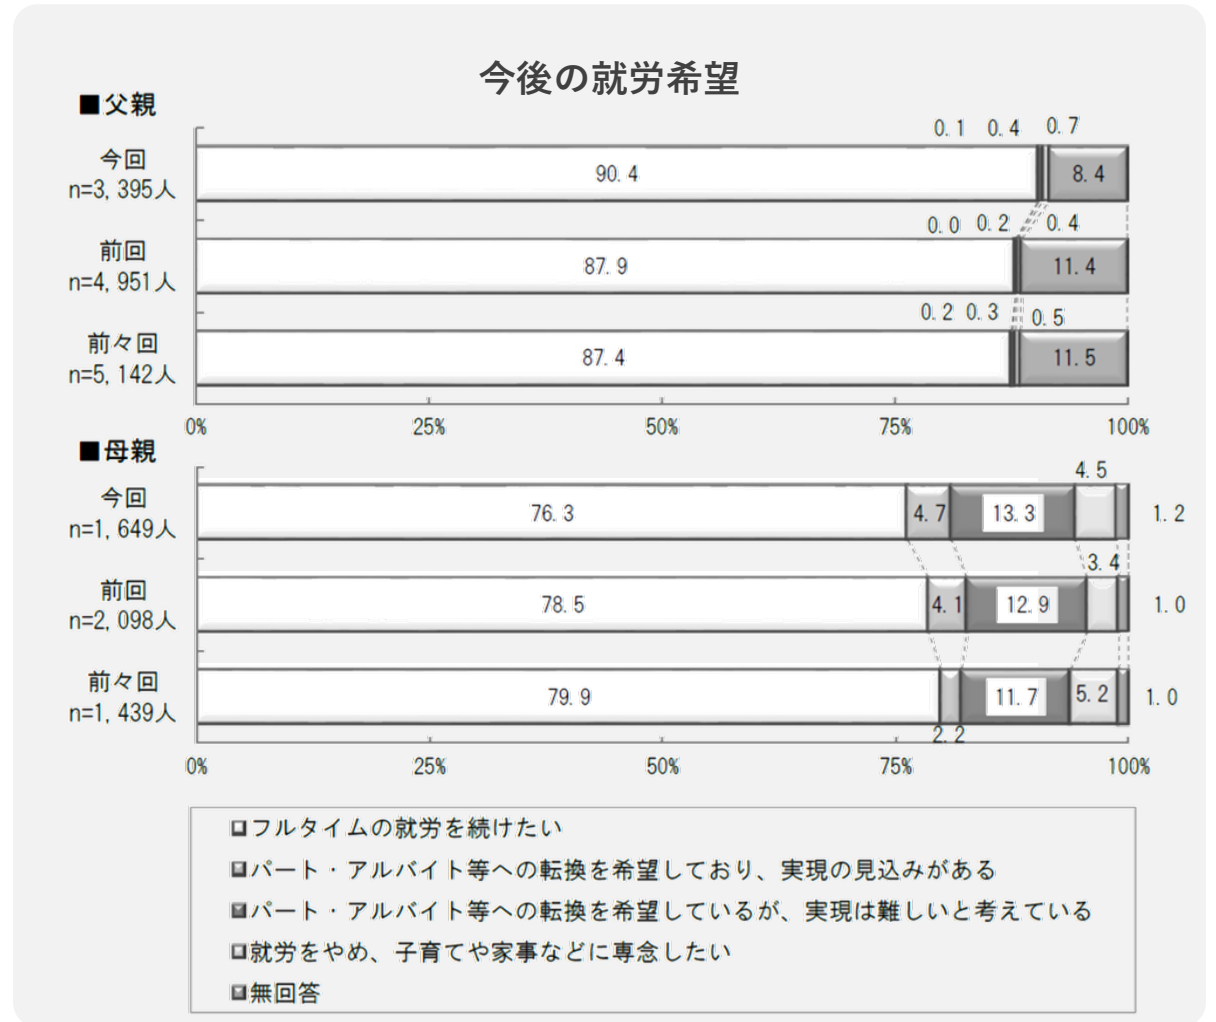 今後の就労希望
■父親
0.1 0.4 0.7
今回
n=3,395人
90.4 8.4
0.0 0.2 0.4
前回
n=4,951人
87.9 11.4
0.2 0.3 0.5
前々回
n=5,142人
87.4 11.5
0% 25% 50% 75% 100%
■母親
4.5
今回
n=1,649人
76.3 4.7 13.3 1.2
3.4
前回
n=2,098人
78.5 4.1 12.9 1.0
前々回
n=1,439人
79.9 11.7 5.2 1.0
2.2
0% 25% 50% 75% 100%
フルタイムの就労を続けたい
パート・アルバイト等への転換を希望しており、実現の見込みがある
パート・アルバイト等への転換を希望しているが、実現は難しいと考えている
就労をやめ、子育てや家事などに専念したい
無回答